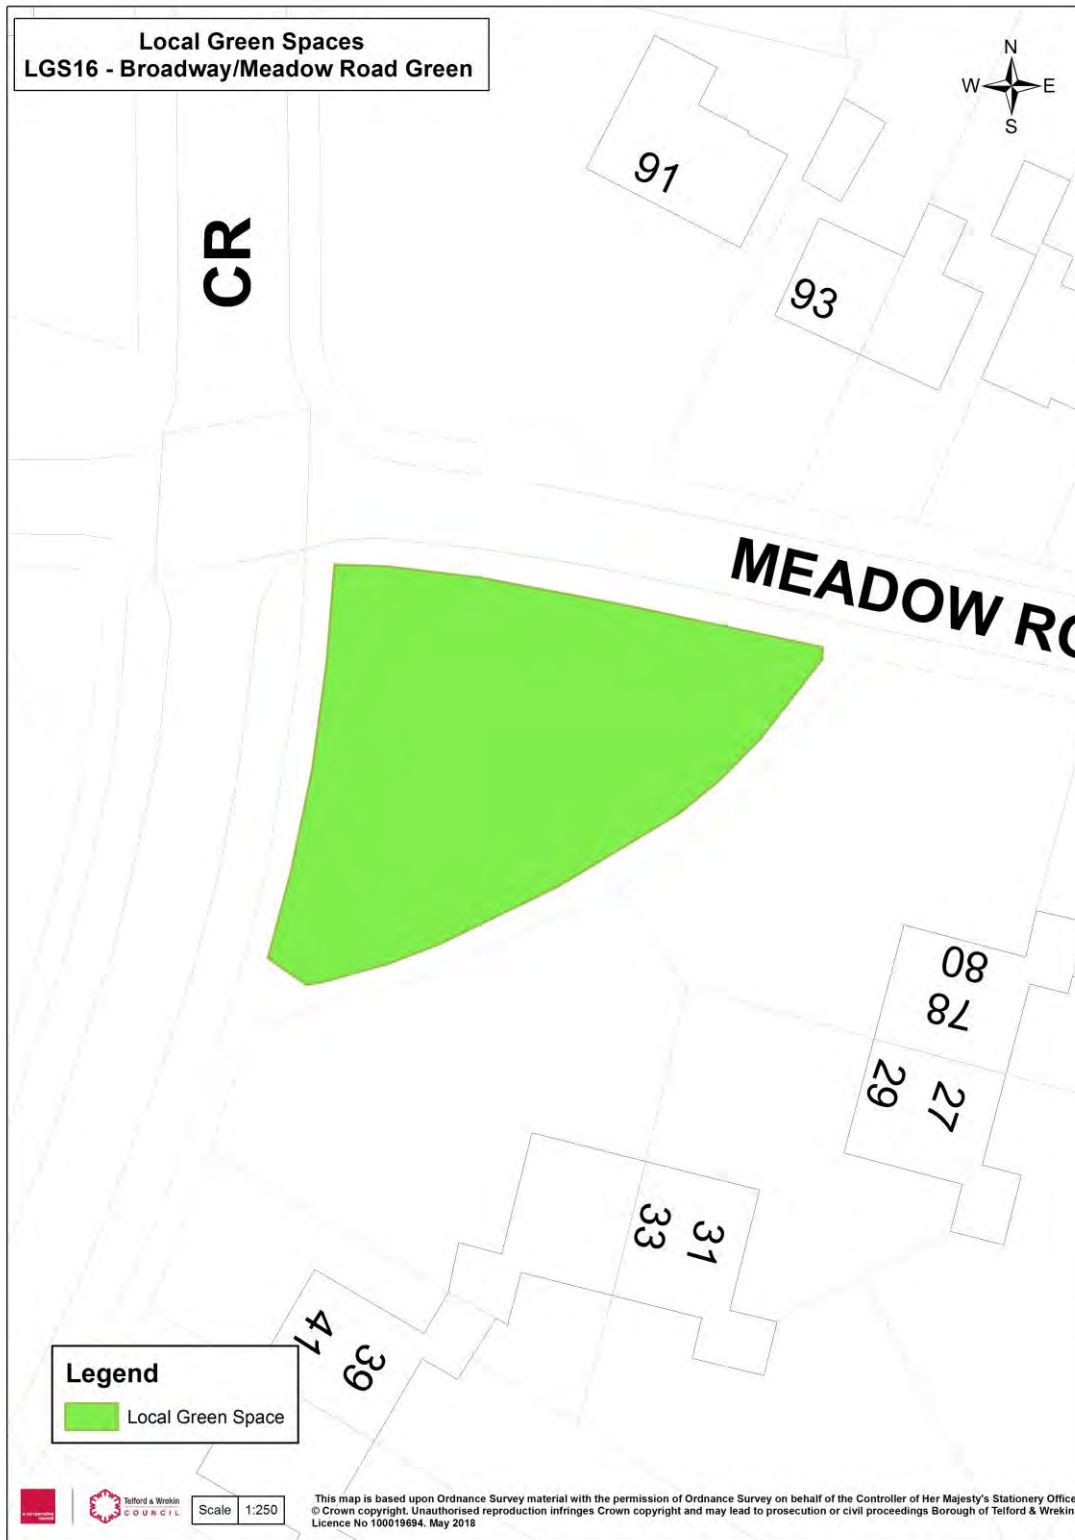 Local Green Spaces
LGS16 - Broadway/Meadow Road Green
N
W E
S
91
CR
93
MEADOW RO
80
78
29 27
33 31
41 39
Legend
Local Green Space
Telford & Wrekin
COUNCIL
Scale 1:250
This map is based upon Ordnance Survey material with the permission of Ordnance Survey on behalf of the Controller of Her Majesty's Stationery Office
© Crown copyright. Unauthorised reproduction infringes Crown copyright and may lead to prosecution or civil proceedings Borough of Telford & Wrekin
Licence No 100019694. May 2018